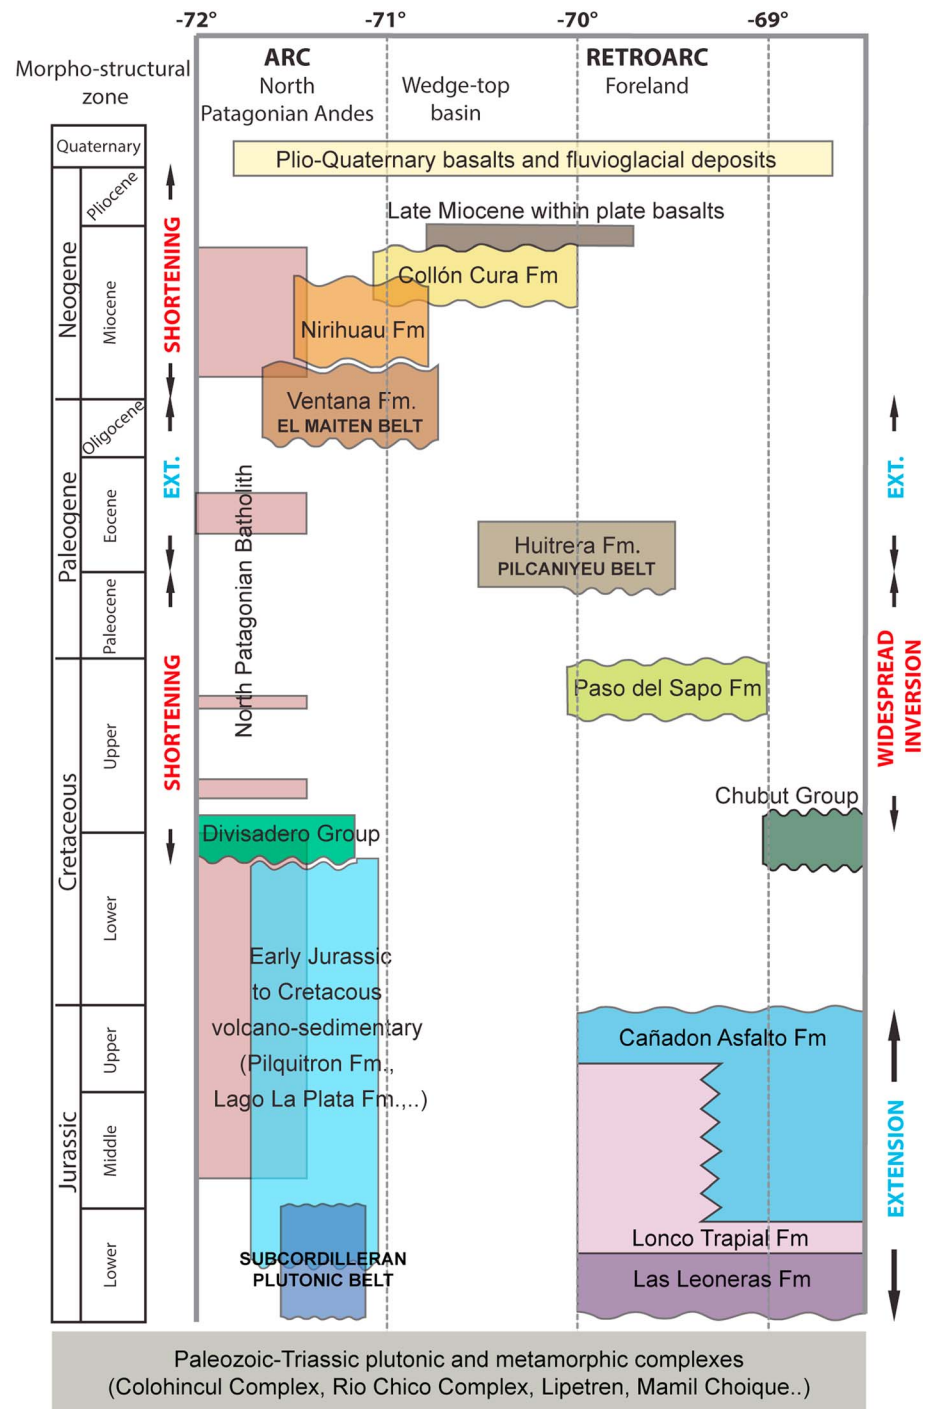 -72°
-71°
-70°
-69°
Morpho-structural
zone
ARC
North
Patagonian Andes
Wedge-top
basin
RETROARC
Foreland
Quaternary
Plio-Quaternary basalts and fluvioglacial deposits
Neogene
Pliocene
Miocene
SHORTENING
Late Miocene within plate basalts
Collón Cura Fm
Nirihuau Fm
Ventana Fm.
EL MAITEN BELT
Paleogene
Oligocene
Eocene
Paleocene
EXT.
EXT.
North Patagonian Batholith
Huitrera Fm.
PILCANIYEU BELT
Paso del Sapo Fm
SHORTENING
WIDESPREAD
INVERSION
Cretaceous
Upper
Lower
Chubut Group
Divisadero Group
Early Jurassic
to Cretacous
volcano-sedimentary
(Pilquitron Fm.,
Lago La Plata Fm.,..)
Jurassic
Upper
Middle
Lower
Cañadon Asfalto Fm
EXTENSION
Lonco Trapial Fm
Las Leoneras Fm
SUBCORDILLERAN
PLUTONIC BELT
Paleozoic-Triassic plutonic and metamorphic complexes
(Colohincul Complex, Rio Chico Complex, Lipetren, Mamil Choique..)